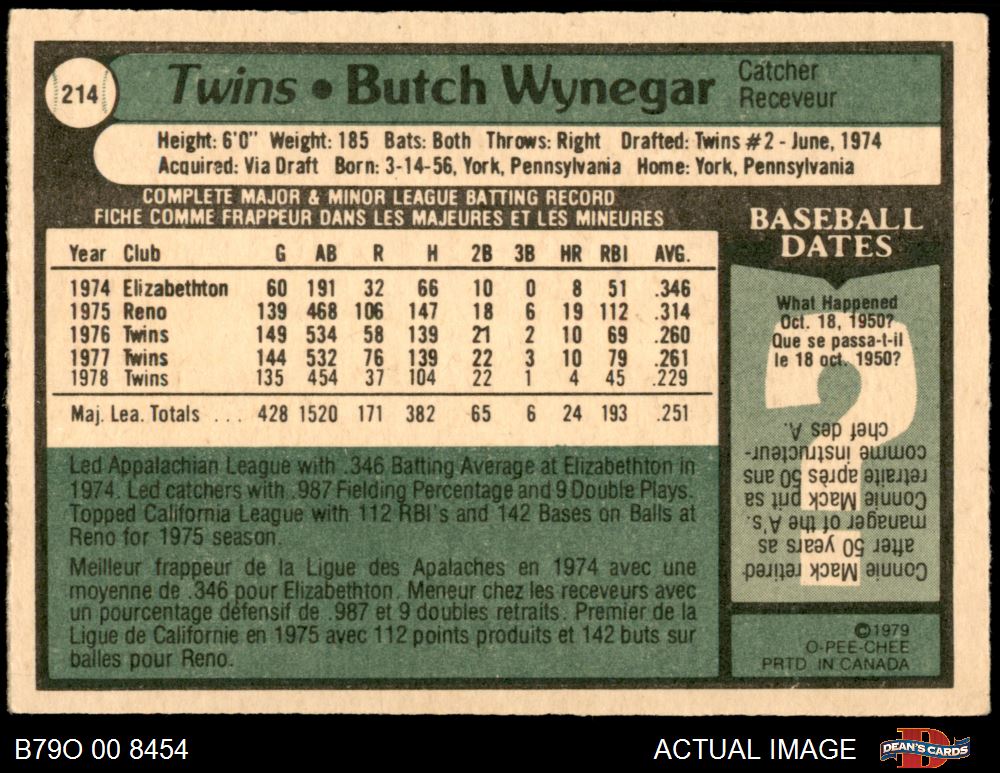 214
Twins • Butch Wynegar
Catcher
Receveur
Height: 6'0" Weight: 185 Bats: Both Throws: Right Drafted: Twins #2 - June, 1974
Acquired: Via Draft Born: 3-14-56, York, Pennsylvania Home: York, Pennsylvania
COMPLETE MAJOR & MINOR LEAGUE BATTING RECORD
FICHE COMME FRAPPEUR DANS LES MAJEURES ET LES MINEURES
Year Club G AB R H 2B 3B HR RBI AVG.
1974 Elizabethton 60 191 32 66 10 0 8 51 .346
1975 Reno 139 468 106 147 18 6 19 112 .314
1976 Twins 149 534 58 139 21 2 10 69 .260
1977 Twins 144 532 76 139 22 3 10 79 .261
1978 Twins 135 454 37 104 22 1 4 45 .229
Maj. Lea. Totals ... 428 1520 171 382 65 6 24 193 .251
Led Appalachian League with .346 Batting Average at Elizabethton in
1974. Led catchers with .987 Fielding Percentage and 9 Double Plays.
Topped California League with 112 RBI's and 142 Bases on Balls at
Reno for 1975 season.
Meilleur frappeur de la Ligue des Apalaches en 1974 avec une
moyenne de .346 pour Elizabethton. Meneur chez les receveurs avec
un pourcentage défensif de .987 et 9 doubles retraits. Premier de la
Ligue de Californie en 1975 avec 112 points produits et 142 buts sur
balles pour Reno.
BASEBALL
DATES
What Happened
Oct. 18, 1950?
Que se passa-t-il
le 18 oct. 1950?
Connie Mack retired
after 50 years as
manager of the A's.
Connie Mack prit sa
retraite après 50 ans
comme instructeur-
chef des A.
©1979
O-PEE-CHEE
PRTD. IN CANADA
B79O 00 8454
ACTUAL IMAGE
DEAN'S CARDS